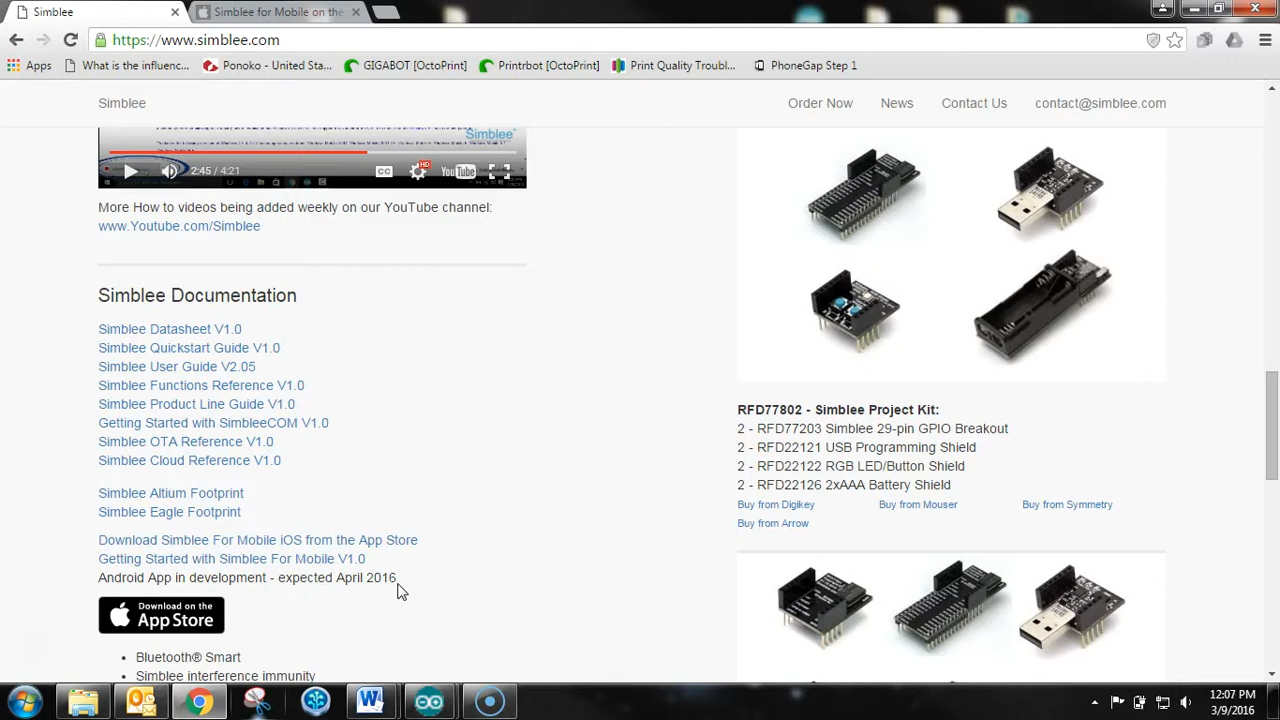 Simblee
Simblee for Mobile on the
https://www.simblee.com
Apps What is the influenc... Ponoko - United Sta... GIGABOT [OctoPrint] Printrbot [OctoPrint] Print Quality Troubl... PhoneGap Step 1
Simblee Order Now News Contact Us contact@simblee.com
Simblee
2:45 / 4:21 CC HD YouTube
More How to videos being added weekly on our YouTube channel:
www.Youtube.com/Simblee
Simblee Documentation
Simblee Datasheet V1.0
Simblee Quickstart Guide V1.0
Simblee User Guide V2.05
Simblee Functions Reference V1.0
Simblee Product Line Guide V1.0
Getting Started with SimbleeCOM V1.0
Simblee OTA Reference V1.0
Simblee Cloud Reference V1.0
Simblee Altium Footprint
Simblee Eagle Footprint
Download Simblee For Mobile iOS from the App Store
Getting Started with Simblee For Mobile V1.0
Android App in development - expected April 2016
Download on the
App Store
• Bluetooth® Smart
• Simblee interference immunity
RFD77802 - Simblee Project Kit:
2 - RFD77203 Simblee 29-pin GPIO Breakout
2 - RFD22121 USB Programming Shield
2 - RFD22122 RGB LED/Button Shield
2 - RFD22126 2xAAA Battery Shield
Buy from Digikey Buy from Mouser Buy from Symmetry
Buy from Arrow
12:07 PM
3/9/2016